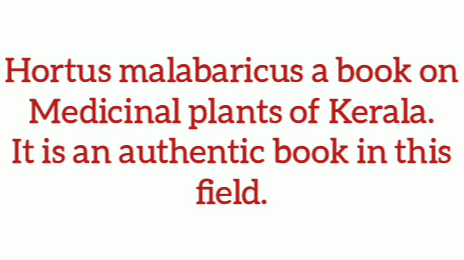 Hortus malabaricus a book on
Medicinal plants of Kerala.
It is an authentic book in this
field.